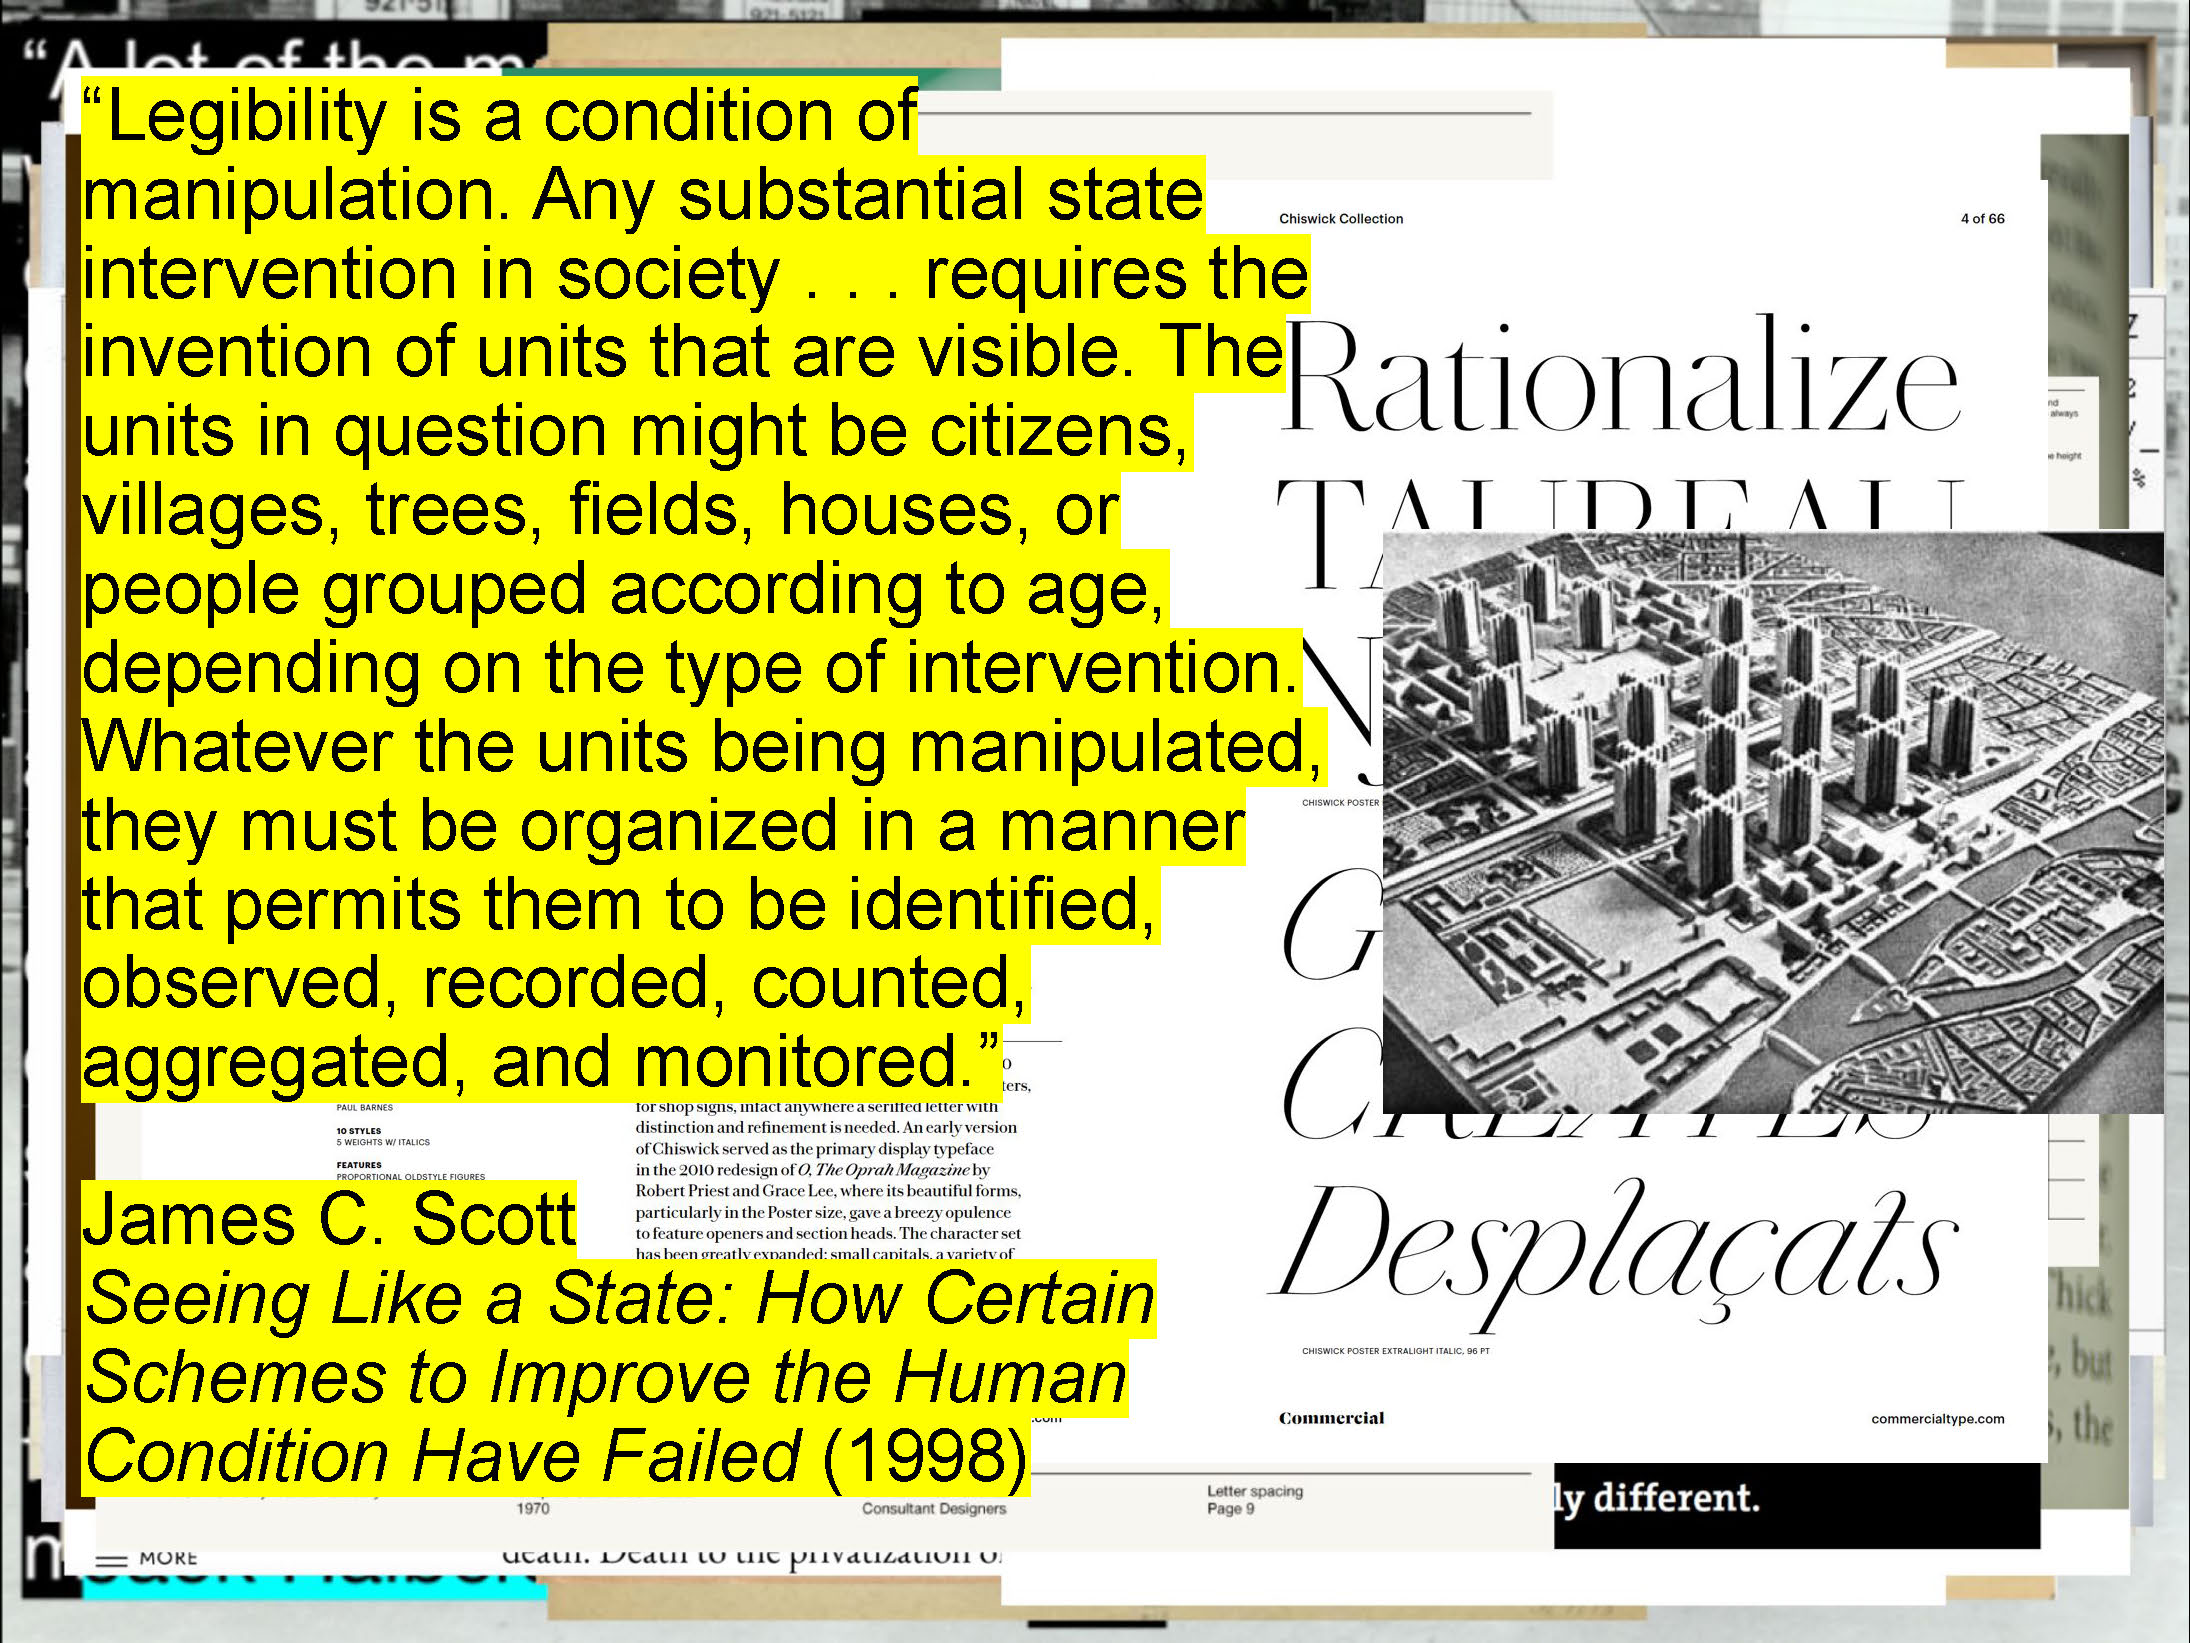 921-5121
“A lot of the m
“Legibility is a condition of
manipulation. Any substantial state
intervention in society . . . requires the
invention of units that are visible. The
units in question might be citizens,
villages, trees, fields, houses, or
people grouped according to age,
depending on the type of intervention.
Whatever the units being manipulated,
they must be organized in a manner
that permits them to be identified,
observed, recorded, counted,
aggregated, and monitored.”
James C. Scott
Seeing Like a State: How Certain
Schemes to Improve the Human
Condition Have Failed (1998)
PAUL BARNES
10 STYLES
5 WEIGHTS W/ ITALICS
FEATURES
PROPORTIONAL OLDSTYLE FIGURES
ters,
for shop signs, infact anywhere a seriffed letter with
distinction and refinement is needed. An early version
of Chiswick served as the primary display typeface
in the 2010 redesign of O, The Oprah Magazine by
Robert Priest and Grace Lee, where its beautiful forms,
particularly in the Poster size, gave a breezy opulence
to feature openers and section heads. The character set
has been greatly expanded: small capitals, a variety of
.com
Chiswick Collection
4 of 66
Rationalize
TAUREAU
CHISWICK POSTER
G
CREATES
Desplaçats
CHISWICK POSTER EXTRALIGHT ITALIC, 96 PT
Commercial
commercialtype.com
always
height
Thick
, but
, the
1970
Consultant Designers
Letter spacing
Page 9
ly different.
MORE
death. Death to the privatization o